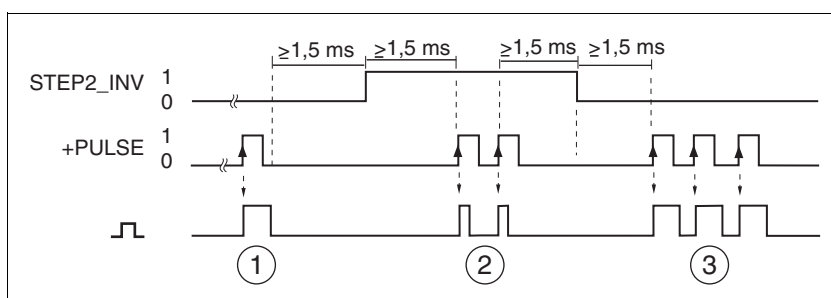 ≥1,5 ms ≥1,5 ms ≥1,5 ms ≥1,5 ms
STEP2_INV 1
0
+PULSE 1
0
1 2 3